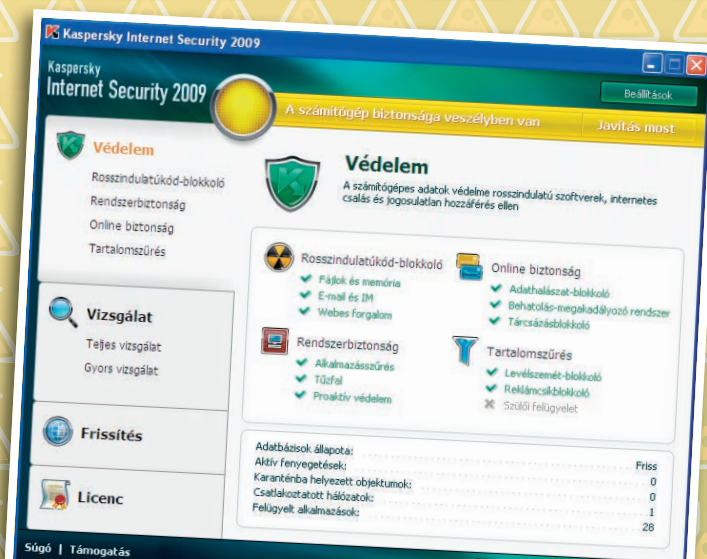 Kaspersky Internet Security 2009
Kaspersky
Internet Security 2009
Beállítások
A számítógép biztonsága veszélyben van
Javítás most
Védelem
Rosszindulatúkód-blokkoló
Rendszerbiztonság
Online biztonság
Tartalomszűrés
Vizsgálat
Teljes vizsgálat
Gyors vizsgálat
Frissítés
Licenc
Védelem
A számítógépes adatok védelme rosszindulatú szoftverek, internetes
csalás és jogosulatlan hozzáférés ellen
Rosszindulatúkód-blokkoló
Fájlok és memória
E-mail és IM
Webes forgalom
Online biztonság
Adathalászat-blokkoló
Behatolás-megakadályozó rendszer
Tárcsázásblokkoló
Rendszerbiztonság
Alkalmazásszűrés
Tűzfal
Proaktív védelem
Tartalomszűrés
Levélszemét-blokkoló
Reklámcsíkblokkoló
Szülői felügyelet
Adatbázisok állapota: Friss
Aktív fenyegetések: 0
Karanténba helyezett objektumok: 0
Csatlakoztatott hálózatok: 1
Felügyelt alkalmazások: 28
Súgó | Támogatás